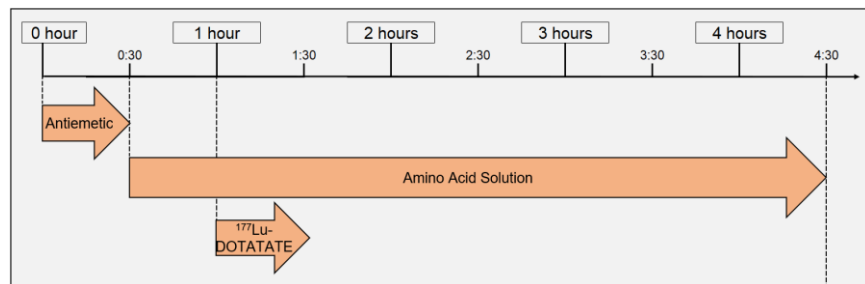 0 hour
1 hour
2 hours
3 hours
4 hours
0:30
1:30
2:30
3:30
4:30
Antiemetic
Amino Acid Solution
¹⁷⁷Lu-
DOTATATE